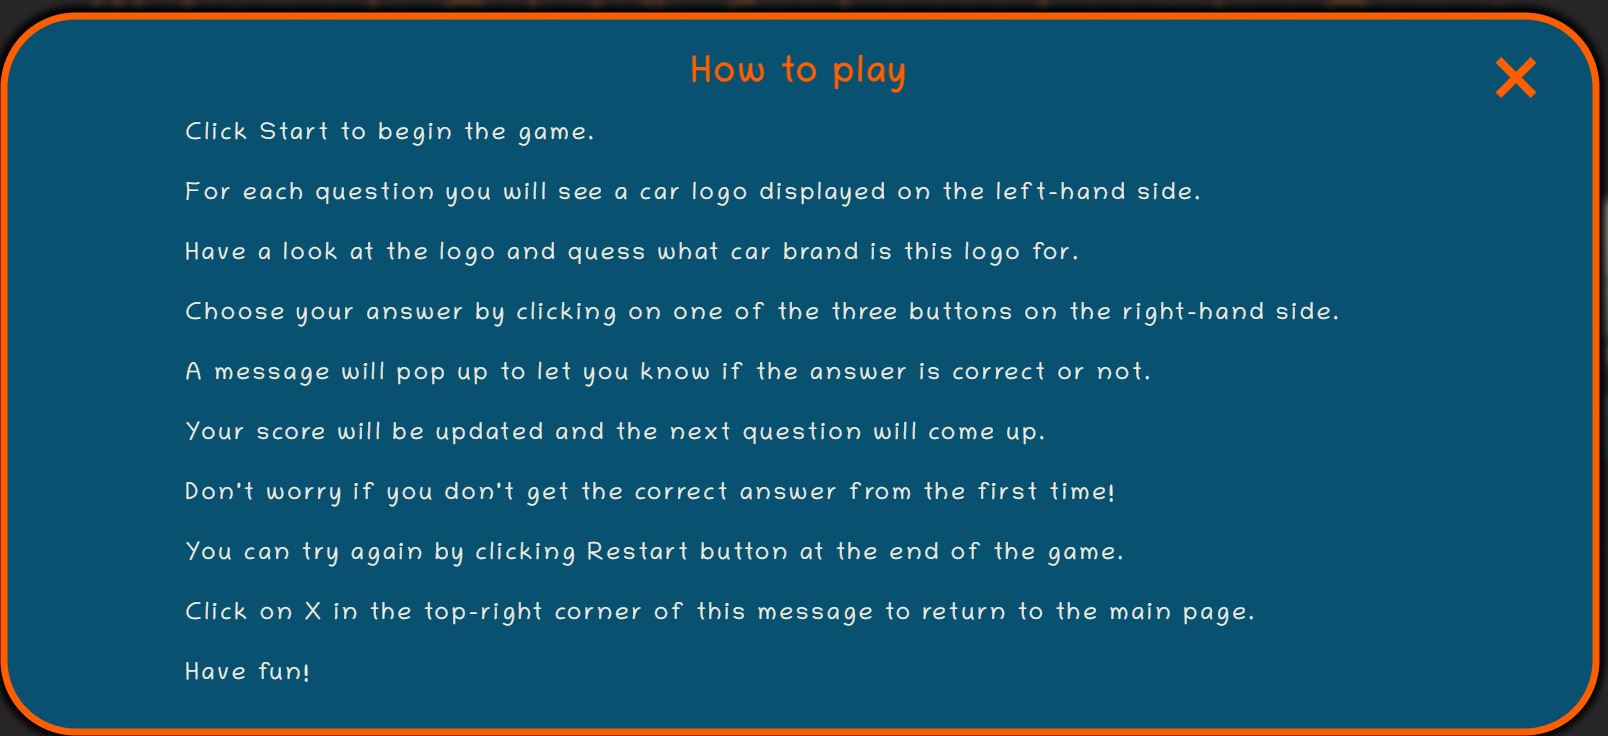 How to play
Click Start to begin the game.
For each question you will see a car logo displayed on the left-hand side.
Have a look at the logo and quess what car brand is this logo for.
Choose your answer by clicking on one of the three buttons on the right-hand side.
A message will pop up to let you know if the answer is correct or not.
Your score will be updated and the next question will come up.
Don't worry if you don't get the correct answer from the first time!
You can try again by clicking Restart button at the end of the game.
Click on X in the top-right corner of this message to return to the main page.
Have fun!